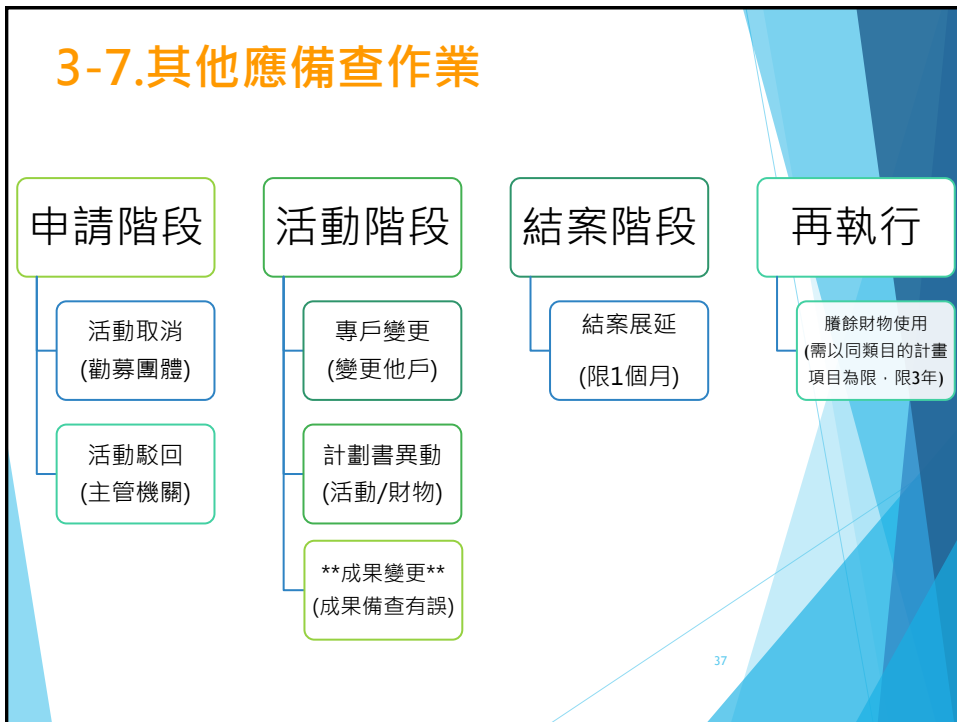 3-7.其他應備查作業
申請階段
活動取消
(勸募團體)
活動駁回
(主管機關)
活動階段
專戶變更
(變更他戶)
計劃書異動
(活動/財物)
**成果變更**
(成果備查有誤)
結案階段
結案展延
(限1個月)
再執行
賸餘財物使用
(需以同類目的計畫
項目為限，限3年)
37